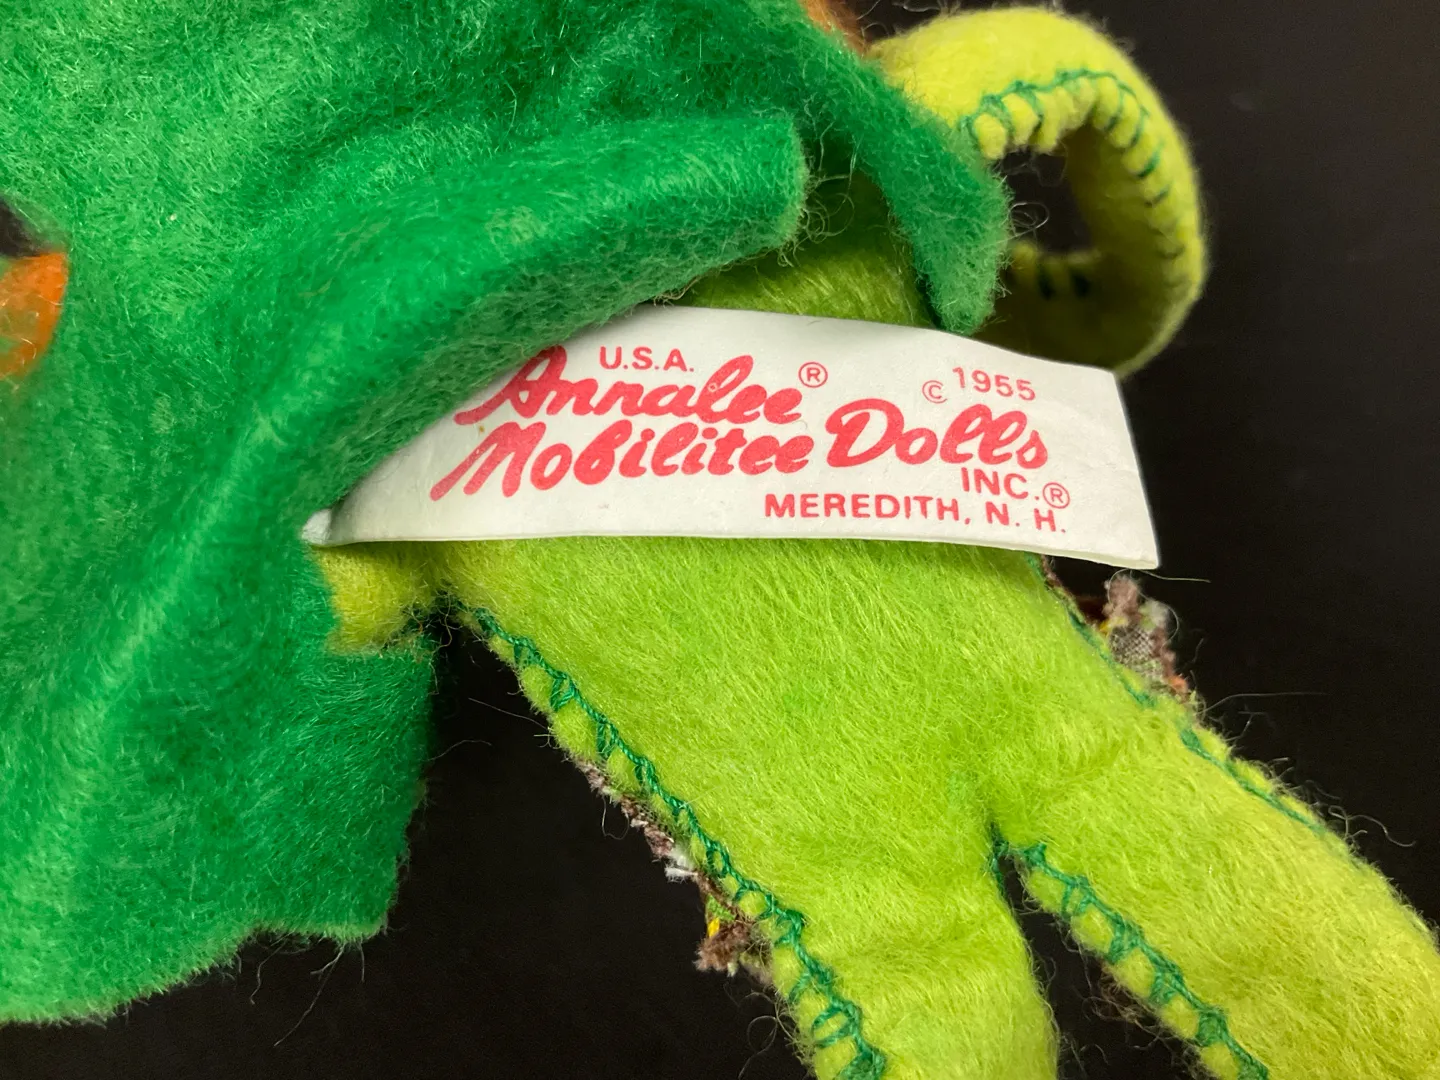 U.S.A.
Annalee® © 1955
Mobilitee Dolls
INC.®
MEREDITH, N. H.